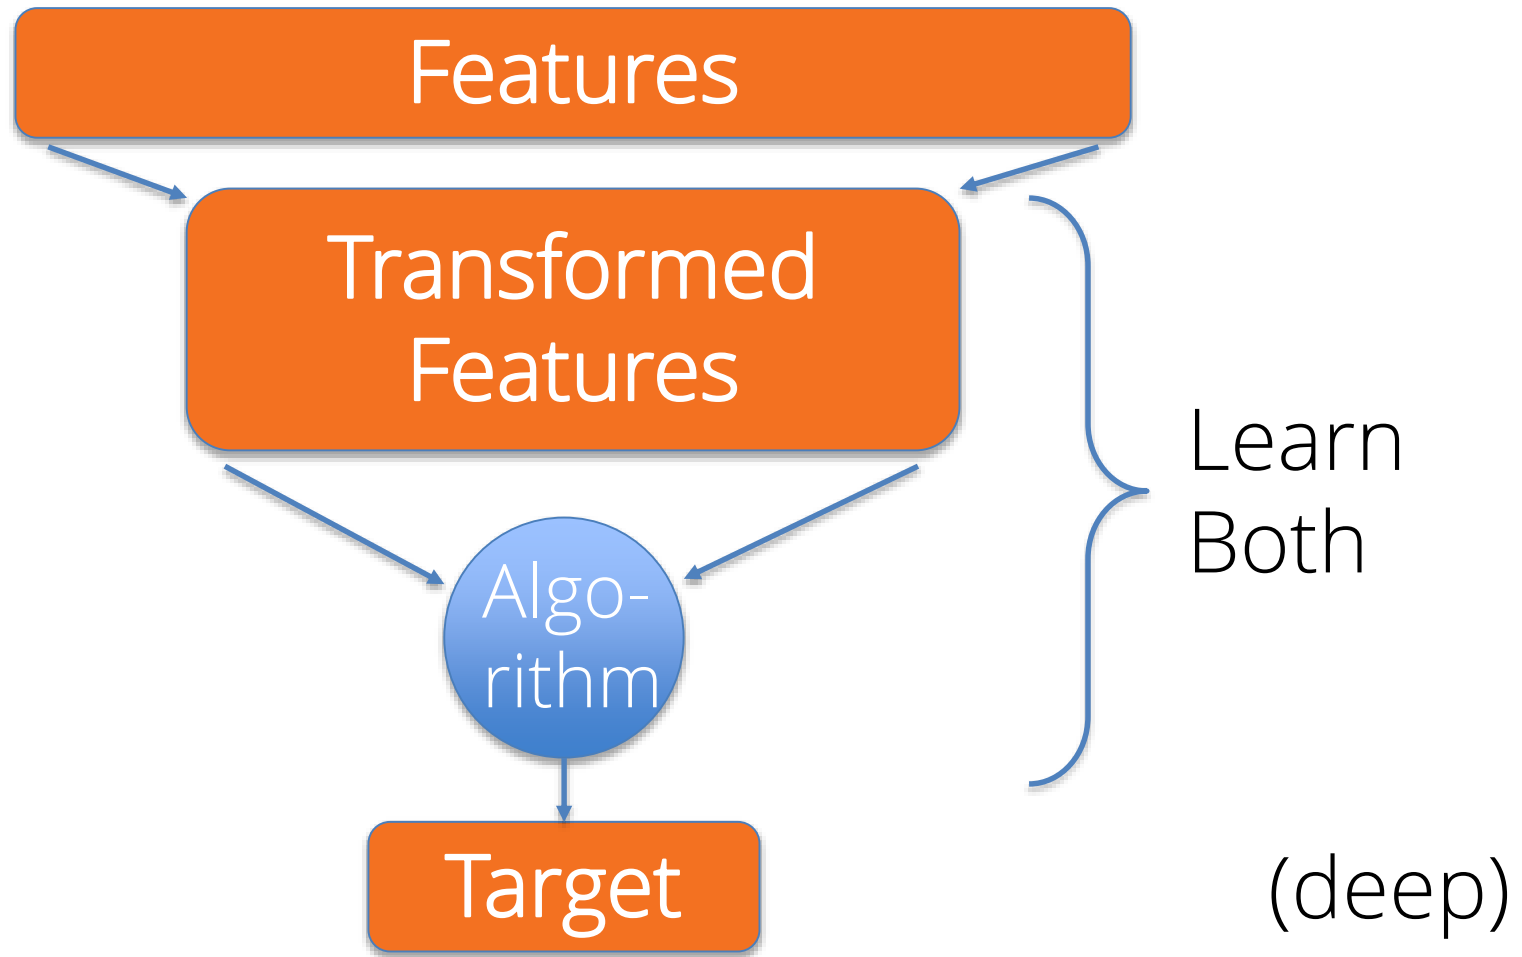 Features
Transformed
Features
Algo-
rithm
Learn
Both
Target
(deep)